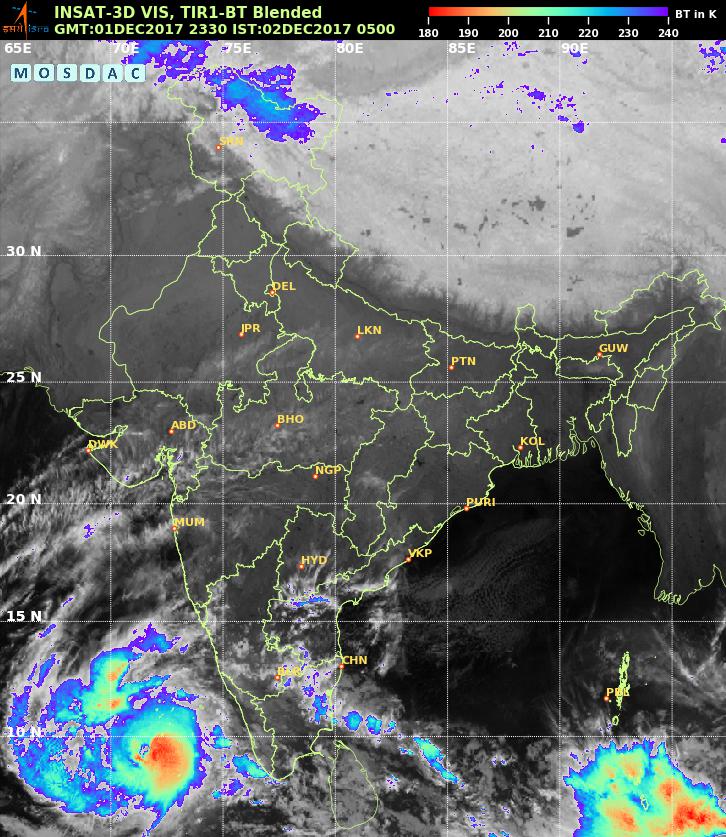 INSAT-3D VIS, TIR1-BT Blended
GMT:01DEC2017 2330 IST:02DEC2017 0500
BT in K
180 190 200 210 220 230 240
65E 70E 75E 80E 85E 90E
MOSDAC
SRN
30 N
DEL
JPR
LKN
GUW
PTN
25 N
BHO
ABD
KOL
DWK
NGP
20 N
PURI
MUM
VKP
HYD
15 N
CHN
PBL
10 N